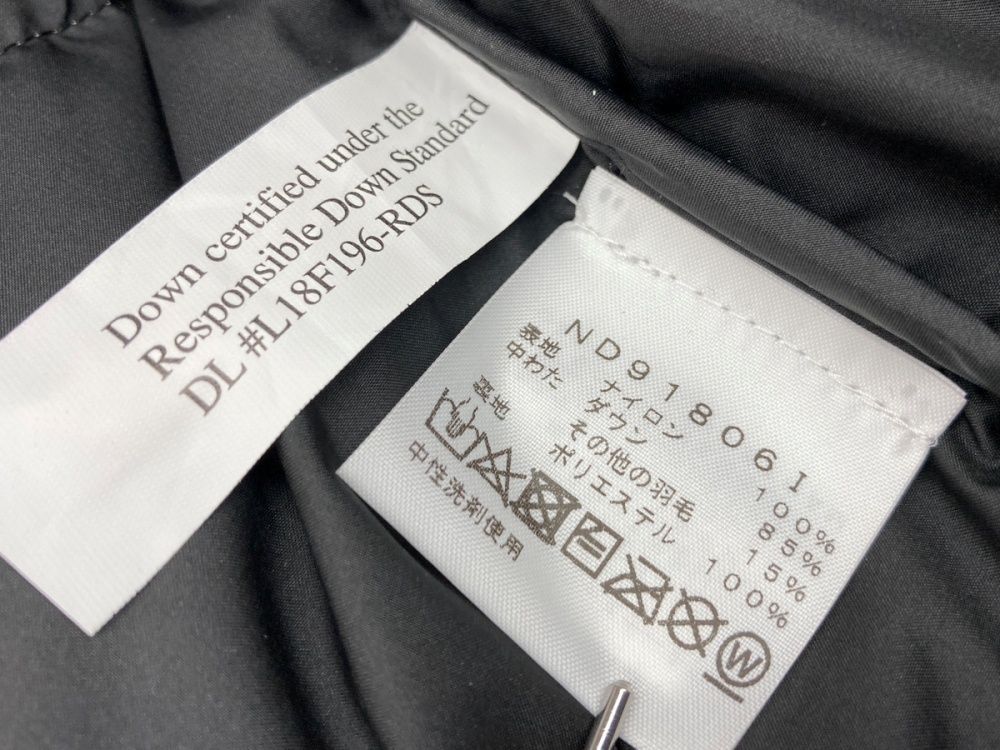 Down certified under the
Responsible Down Standard
DL #L18F196-RDS
ND91806I
表地 ナイロン 100%
中わた ダウン 85%
その他の羽毛 15%
裏地 ポリエステル 100%
中性洗剤使用
W